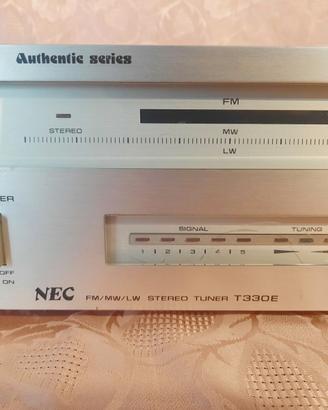 Authentic series
FM
STEREO
MW
LW
ER
SIGNAL TUNING
1 2 3 4 5
OFF
ON
NEC FM/MW/LW STEREO TUNER T330E